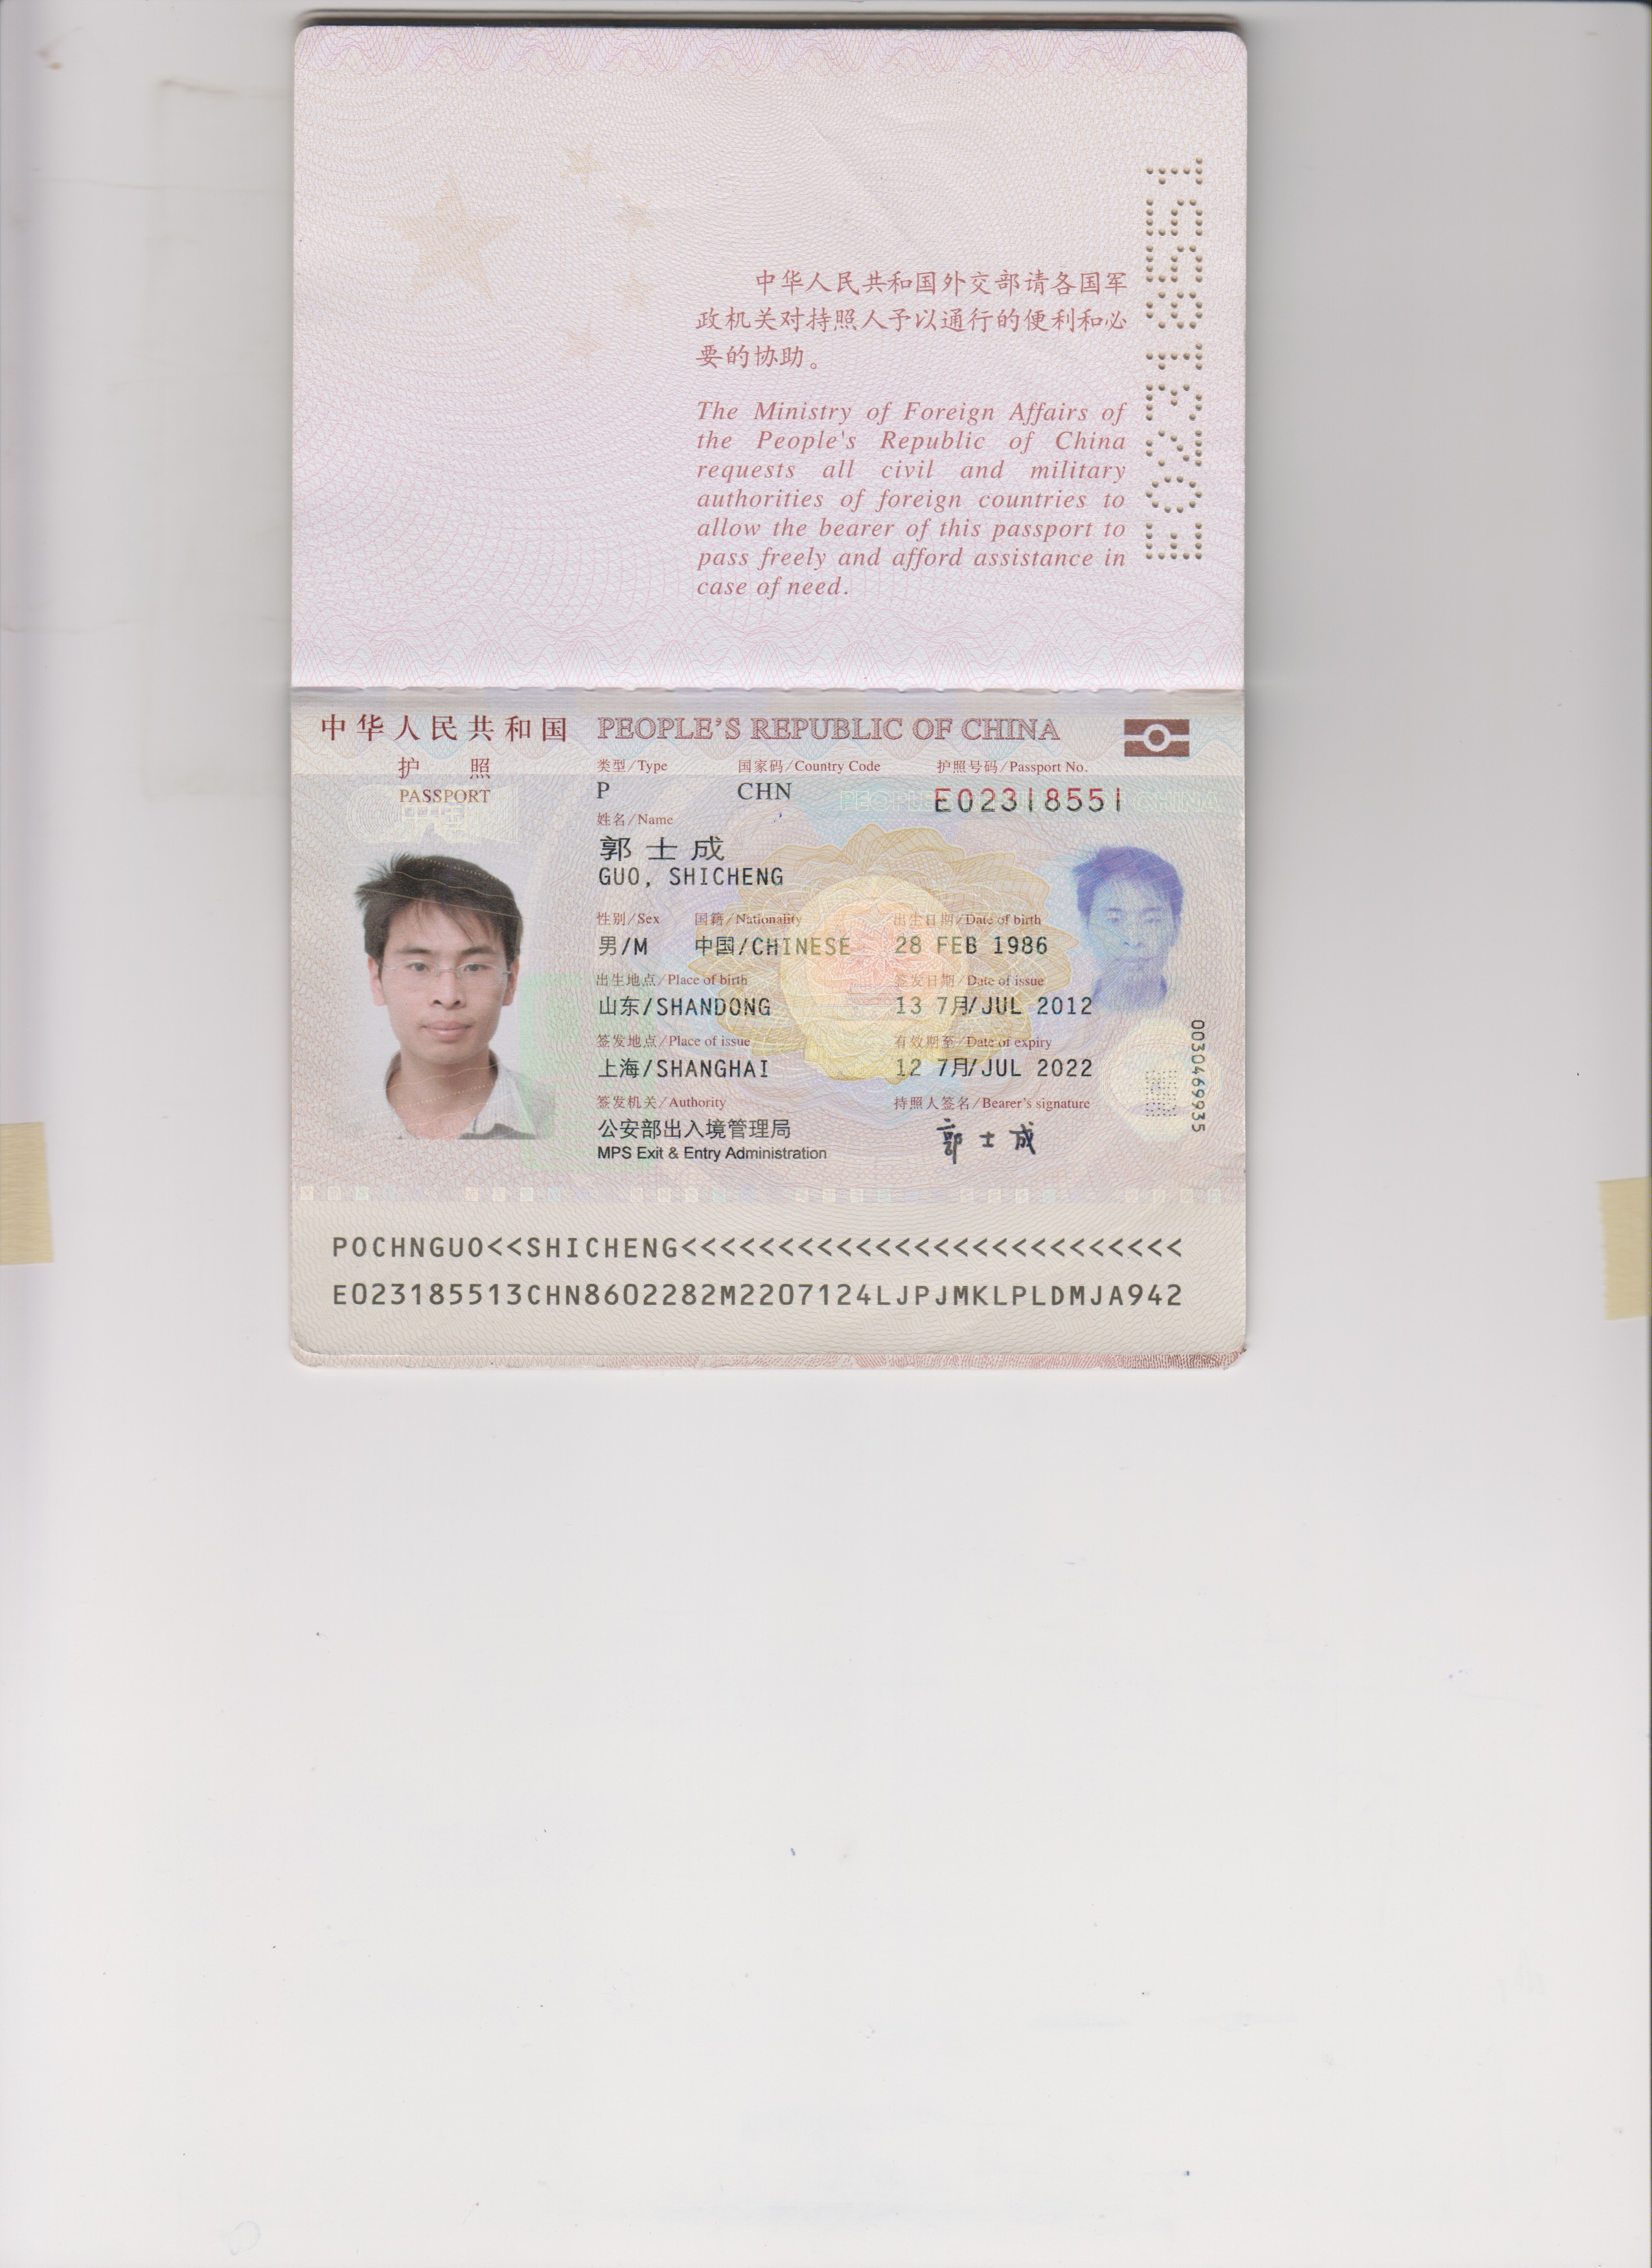 中华人民共和国外交部请各国军
政机关对持照人予以通行的便利和必
要的协助。
The Ministry of Foreign Affairs of
the People's Republic of China
requests all civil and military
authorities of foreign countries to
allow the bearer of this passport to
pass freely and afford assistance in
case of need.
E02318551
中华人民共和国 PEOPLE'S REPUBLIC OF CHINA
护 照
PASSPORT
类型/Type 国家码/Country Code 护照号码/Passport No.
P CHN E02318551
姓名/Name
郭士成
GUO, SHICHENG
性别/Sex 国籍/Nationality 出生日期/Date of birth
男/M 中国/CHINESE 28 FEB 1986
出生地点/Place of birth 签发日期/Date of issue
山东/SHANDONG 13 7月/JUL 2012
签发地点/Place of issue 有效期至/Date of expiry
上海/SHANGHAI 12 7月/JUL 2022
签发机关/Authority 持照人签名/Bearer's signature
公安部出入境管理局 郭士成
MPS Exit & Entry Administration
0030469935
POCHNGUO<<SHICHENG<<<<<<<<<<<<<<<<<<<<<<<<<<
E023185513CHN8602282M2207124LJPJMKLPLDMJA942